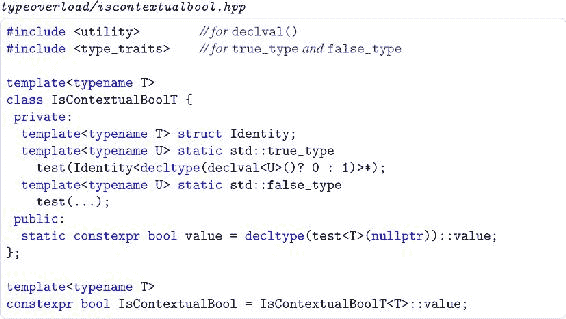 typeoverload/iscontextualbool.hpp
#include <utility> //for declval()
#include <type_traits> //for true_type and false_type
template<typename T>
class IsContextualBoolT {
private:
template<typename T> struct Identity;
template<typename U> static std::true_type
test(Identity<decltype(declval<U>()? 0 : 1)>*);
template<typename U> static std::false_type
test(...);
public:
static constexpr bool value = decltype(test<T>(nullptr))::value;
};
template<typename T>
constexpr bool IsContextualBool = IsContextualBoolT<T>::value;